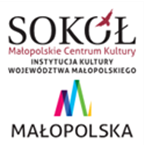 SOKÓŁ
Małopolskie Centrum Kultury
INSTYTUCJA KULTURY
WOJEWÓDZTWA MAŁOPOLSKIEGO
MAŁOPOLSKA